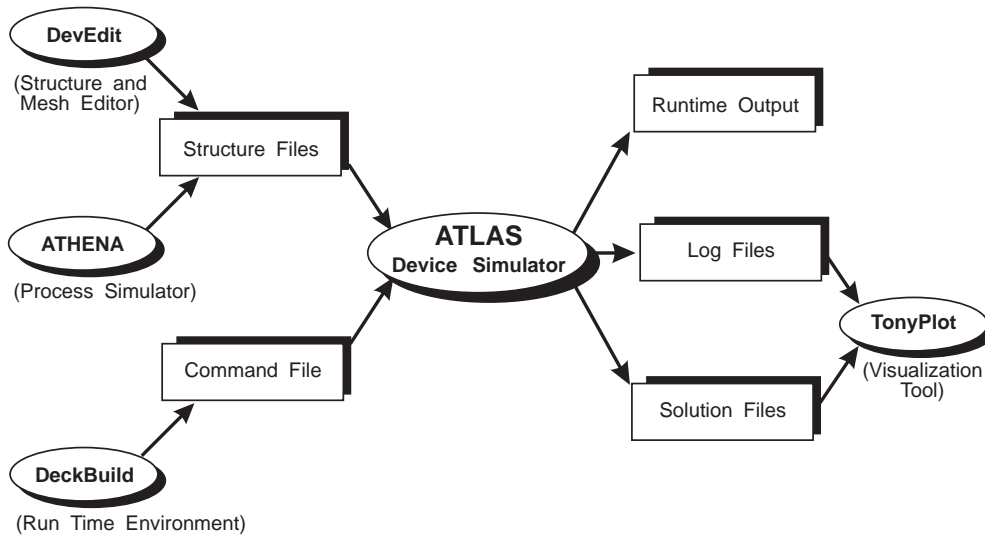 DevEdit
(Structure and
Mesh Editor)
Structure Files
ATHENA
(Process Simulator)
Command File
DeckBuild
(Run Time Environment)
ATLAS
Device Simulator
Runtime Output
Log Files
Solution Files
TonyPlot
(Visualization
Tool)